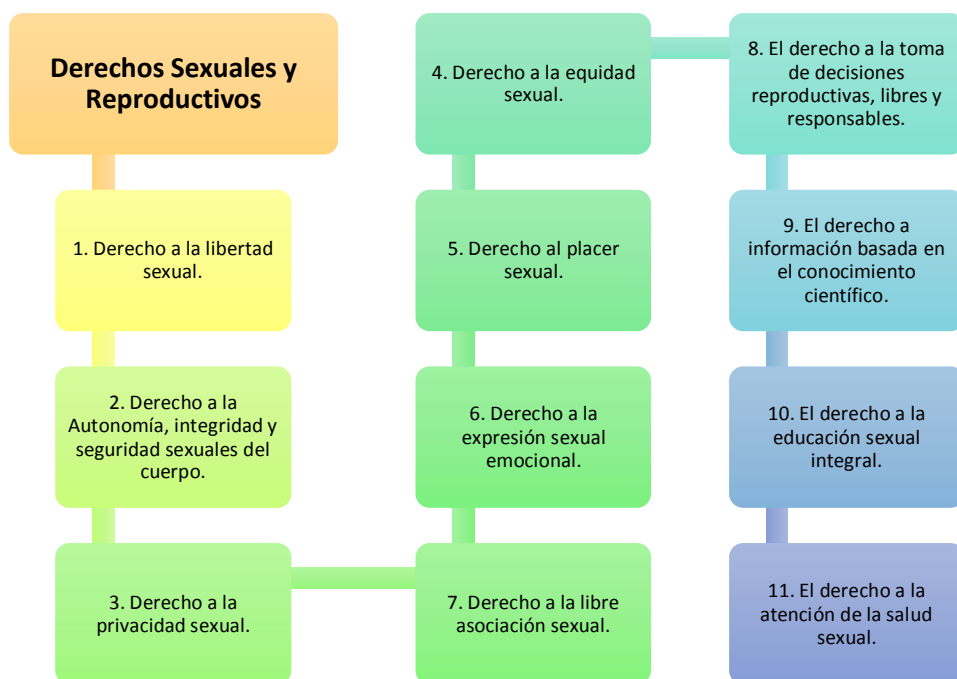 Derechos Sexuales y
Reproductivos
1. Derecho a la libertad
sexual.
2. Derecho a la
Autonomía, integridad y
seguridad sexuales del
cuerpo.
3. Derecho a la
privacidad sexual.
4. Derecho a la equidad
sexual.
5. Derecho al placer
sexual.
6. Derecho a la
expresión sexual
emocional.
7. Derecho a la libre
asociación sexual.
8. El derecho a la toma
de decisiones
reproductivas, libres y
responsables.
9. El derecho a
información basada en
el conocimiento
científico.
10. El derecho a la
educación sexual
integral.
11. El derecho a la
atención de la salud
sexual.